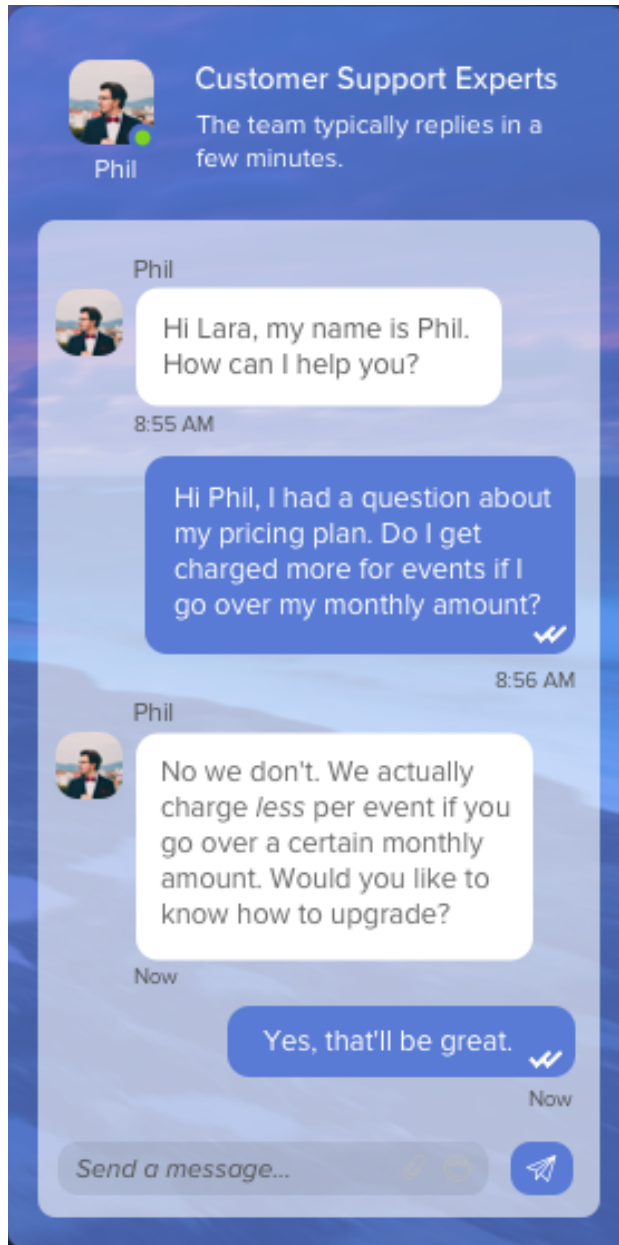 Customer Support Experts
The team typically replies in a
few minutes.
Phil
Phil
Hi Lara, my name is Phil.
How can I help you?
8:55 AM
Hi Phil, I had a question about
my pricing plan. Do I get
charged more for events if I
go over my monthly amount?
8:56 AM
Phil
No we don't. We actually
charge less per event if you
go over a certain monthly
amount. Would you like to
know how to upgrade?
Now
Yes, that'll be great.
Now
Send a message...